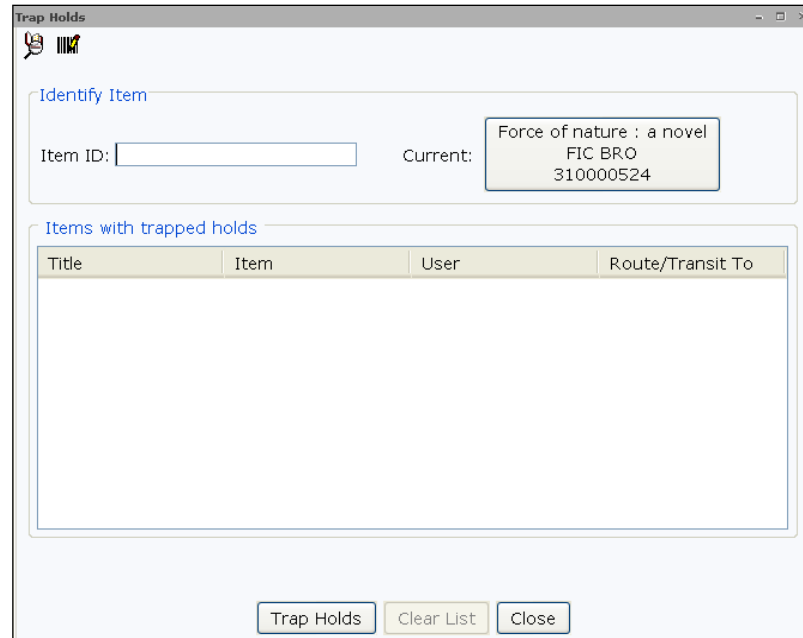 Trap Holds
Identify Item
Item ID:
Current:
Force of nature : a novel
FIC BRO
310000524
Items with trapped holds
Title Item User Route/Transit To
Trap Holds Clear List Close